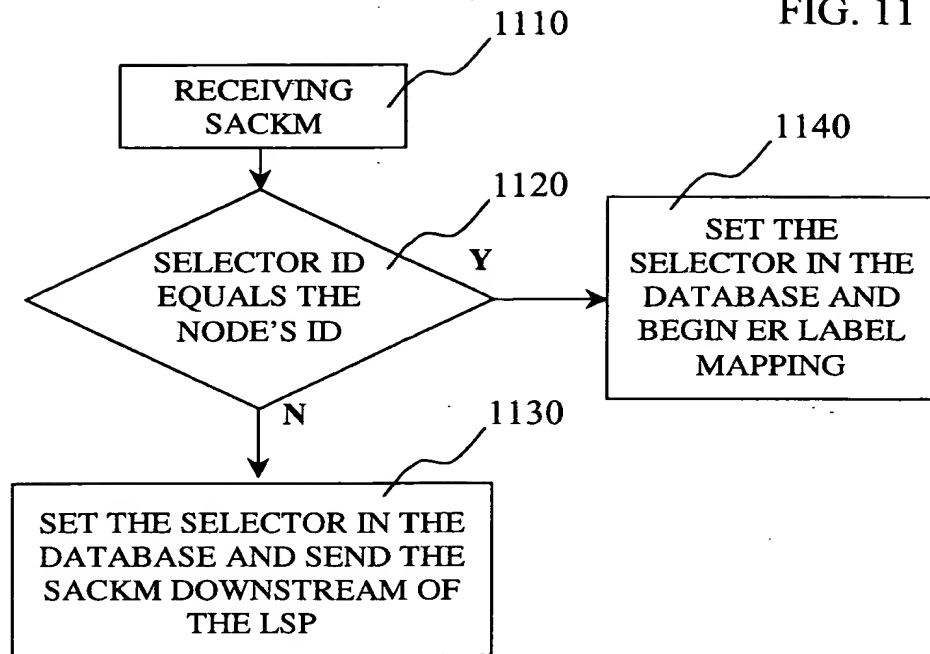 FIG. 11
1110
RECEIVING
SACKM
1120
SELECTOR ID
EQUALS THE
NODE'S ID
Y
1140
SET THE
SELECTOR IN THE
DATABASE AND
BEGIN ER LABEL
MAPPING
N
1130
SET THE SELECTOR IN THE
DATABASE AND SEND THE
SACKM DOWNSTREAM OF
THE LSP